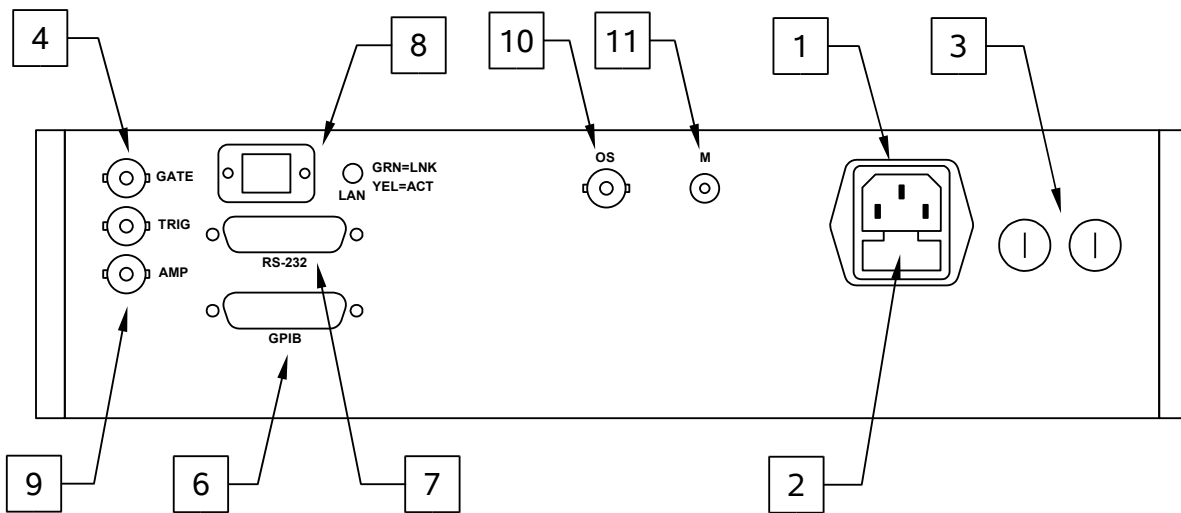 4
8
10
11
1
3
GATE
TRIG
AMP
GRN=LNK
LAN YEL=ACT
RS-232
GPIB
OS
M
9
6
7
2